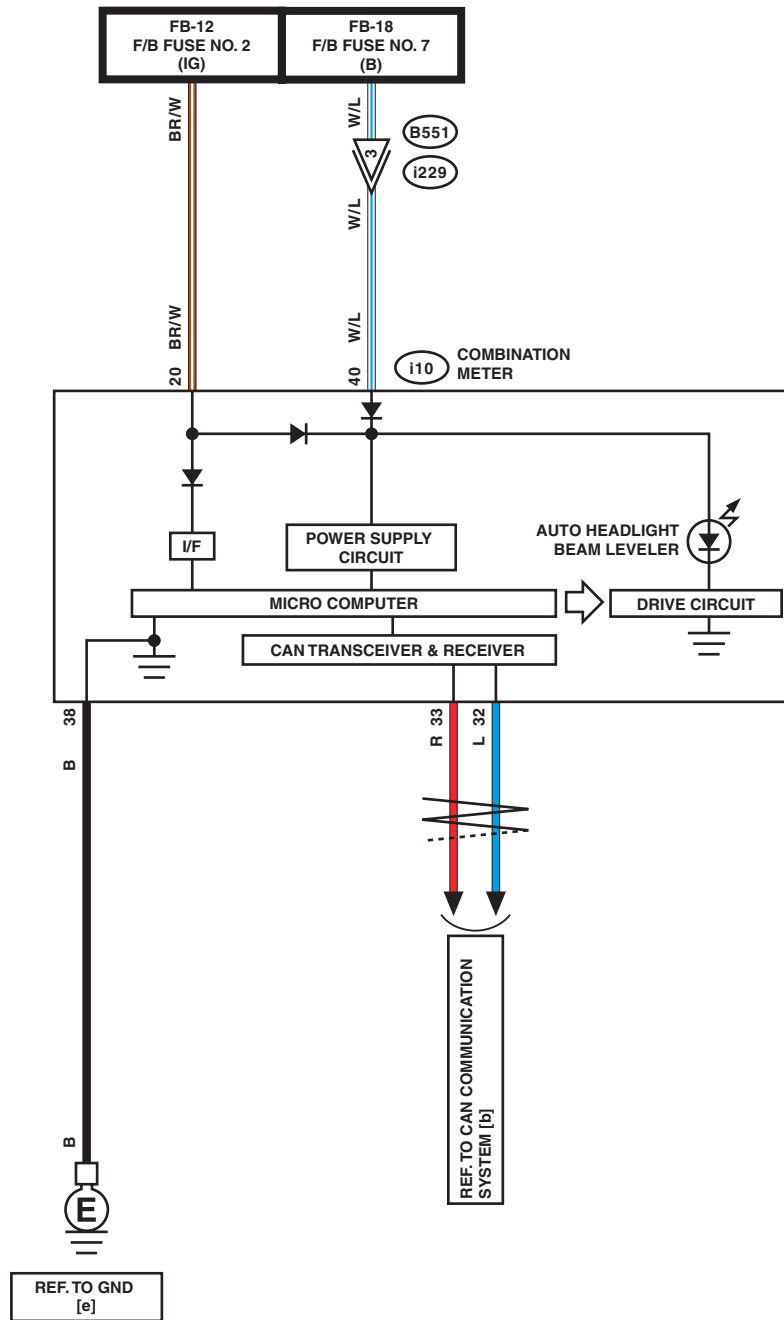 FB-12
F/B FUSE NO. 2
(IG)
FB-18
F/B FUSE NO. 7
(B)
BR/W
W/L
3
B551
i229
W/L
BR/W
W/L
20
40
i10
COMBINATION
METER
I/F
POWER SUPPLY
CIRCUIT
AUTO HEADLIGHT
BEAM LEVELER
MICRO COMPUTER
DRIVE CIRCUIT
CAN TRANSCEIVER & RECEIVER
38
B
R 33
L 32
REF. TO CAN COMMUNICATION
SYSTEM [b]
B
E
REF. TO GND
[e]